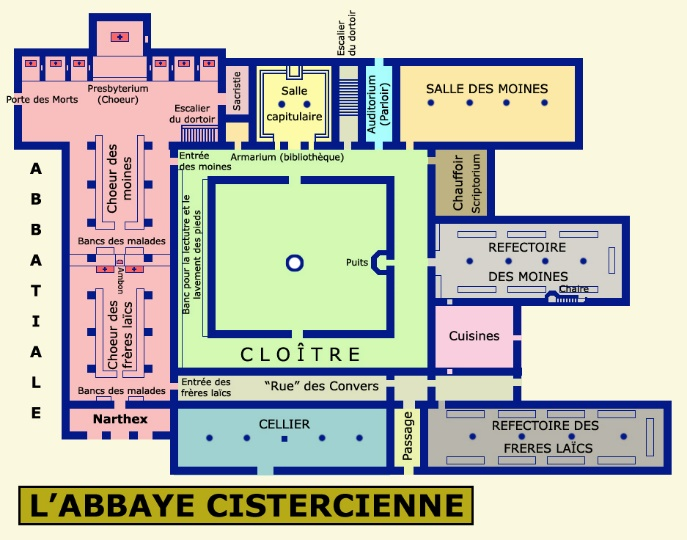 Escalier
du dortoir
Porte des Morts
Presbyterium
(Choeur)
Escalier
du dortoir
Sacristie
Salle
capitulaire
Auditorium
(Parloir)
SALLE DES MOINES
Entrée
des moines
Armarium (bibliothèque)
Chauffoir
Scriptorium
ABBATIALE
Choeur des
moines
Bancs des malades
Ambon
Choeur des
frères laïcs
Bancs des malades
Narthex
Banc pour la lectutre et le
lavement des pieds
Puits
CLOÎTRE
REFECTOIRE
DES MOINES
Chaire
Cuisines
Entrée des
frères laïcs
“Rue” des Convers
CELLIER
Passage
REFECTOIRE DES
FRERES LAÏCS
L’ABBAYE CISTERCIENNE